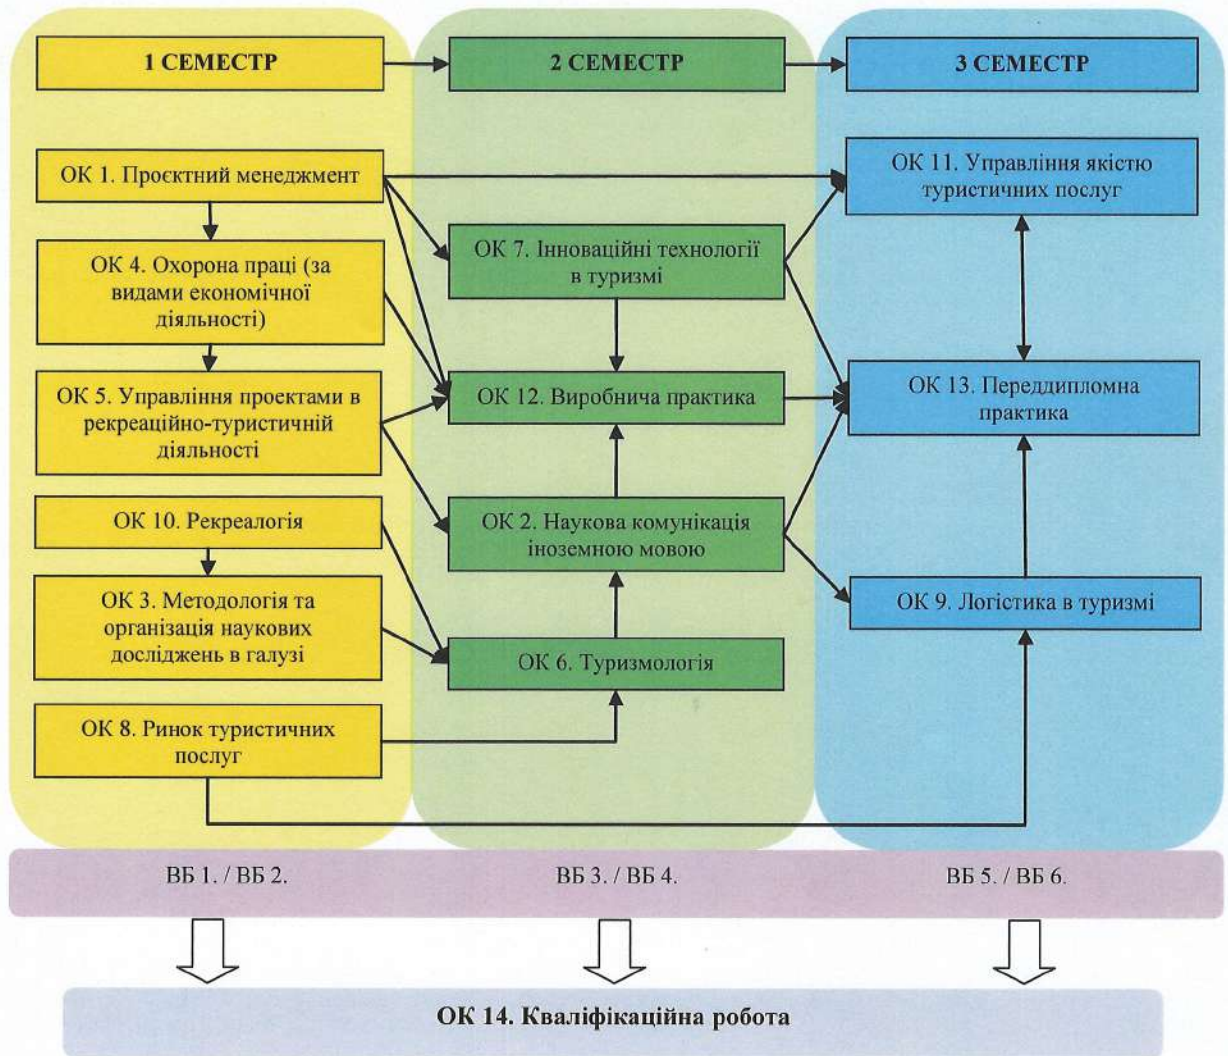 1 СЕМЕСТР
2 СЕМЕСТР
3 СЕМЕСТР
ОК 1. Проєктний менеджмент
ОК 4. Охорона праці (за
видами економічної
діяльності)
ОК 5. Управління проектами в
рекреаційно-туристичній
діяльності
ОК 10. Рекреалогія
ОК 3. Методологія та
організація наукових
досліджень в галузі
ОК 8. Ринок туристичних
послуг
ОК 7. Інноваційні технології
в туризмі
ОК 12. Виробнича практика
ОК 2. Наукова комунікація
іноземною мовою
ОК 6. Туризмологія
ОК 11. Управління якістю
туристичних послуг
ОК 13. Переддипломна
практика
ОК 9. Логістика в туризмі
ВБ 1. / ВБ 2.
ВБ 3. / ВБ 4.
ВБ 5. / ВБ 6.
ОК 14. Кваліфікаційна робота